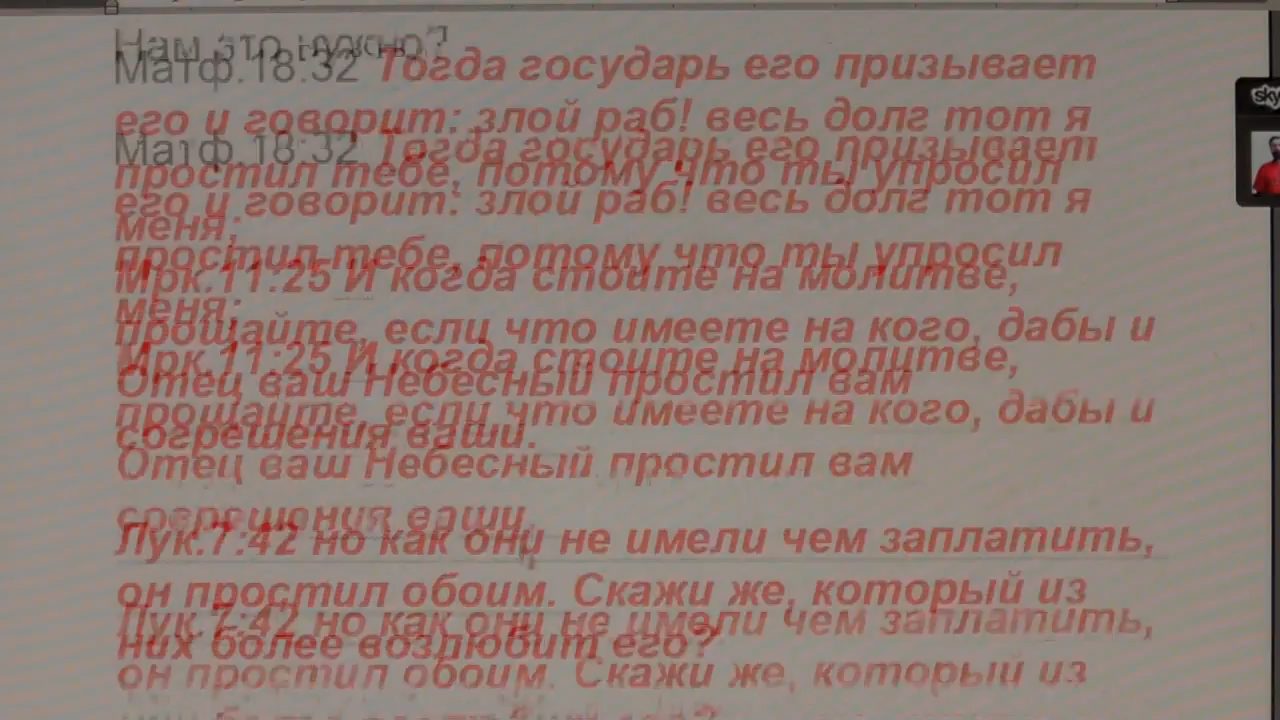 Нам это нужно?
Матф.18:32 Тогда государь его призывает
его и говорит: злой раб! весь долг тот я
Матф.18:32 Тогда государь его призывает
простил тебе, потому что ты упросил
его и говорит: злой раб! весь долг тот я
меня;
простил тебе, потому что ты упросил
Мрк.11:25 И когда стоите на молитве,
меня;
прощайте, если что имеете на кого, дабы и
Мрк.11:25 И когда стоите на молитве,
Отец ваш Небесный простил вам
прощайте, если что имеете на кого, дабы и
согрешения ваши.
Отец ваш Небесный простил вам
согрешения ваши.
Лук.7:42 но как они не имели чем заплатить,
он простил обоим. Скажи же, который из
Лук.7:42 но как они не имели чем заплатить,
них более возлюбит его?
он простил обоим. Скажи же, который из
sky